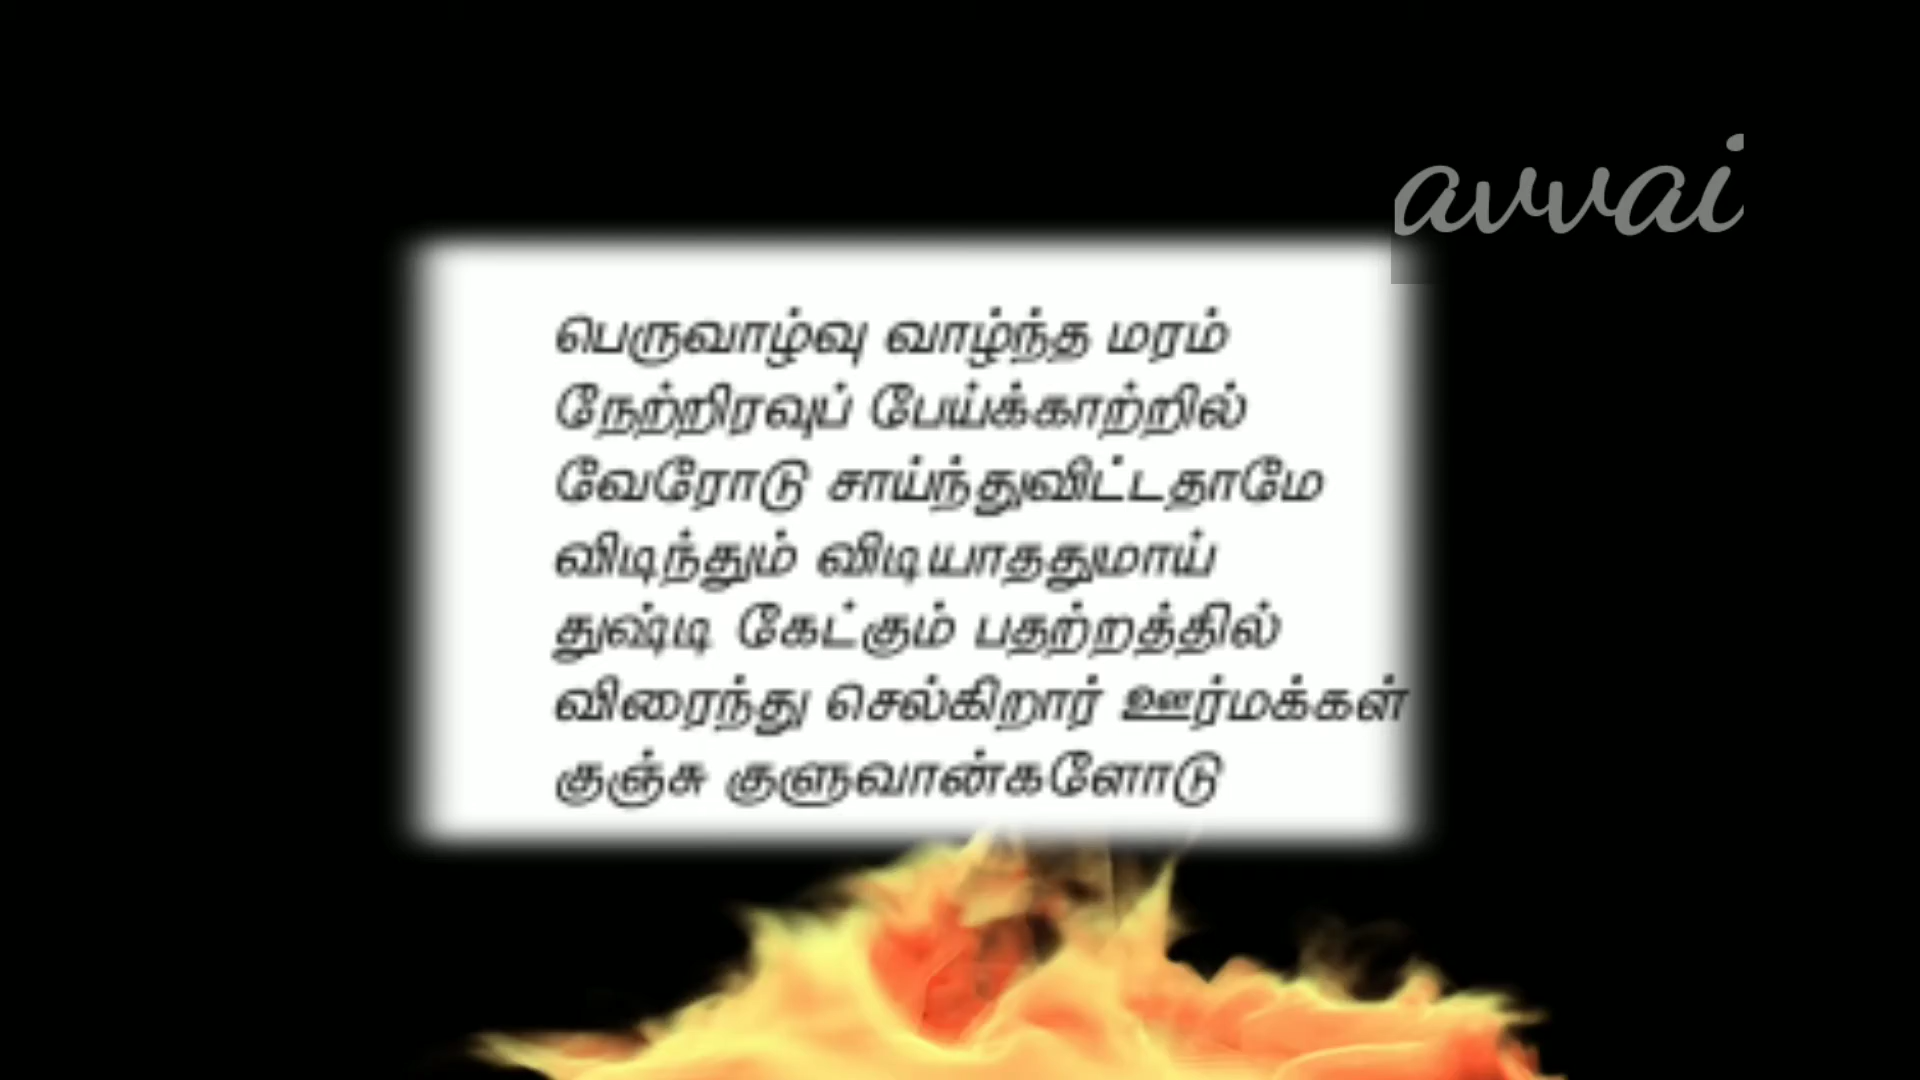 avvai
பெருவாழ்வு வாழ்ந்த மரம்
நேற்றிரவுப் பேய்க்காற்றில்
வேரோடு சாய்ந்துவிட்டதாமே
விடிந்தும் விடியாததுமாய்
துஷ்டி கேட்கும் பதற்றத்தில்
விரைந்து செல்கிறார் ஊர்மக்கள்
குஞ்சு குளுவான்களோடு